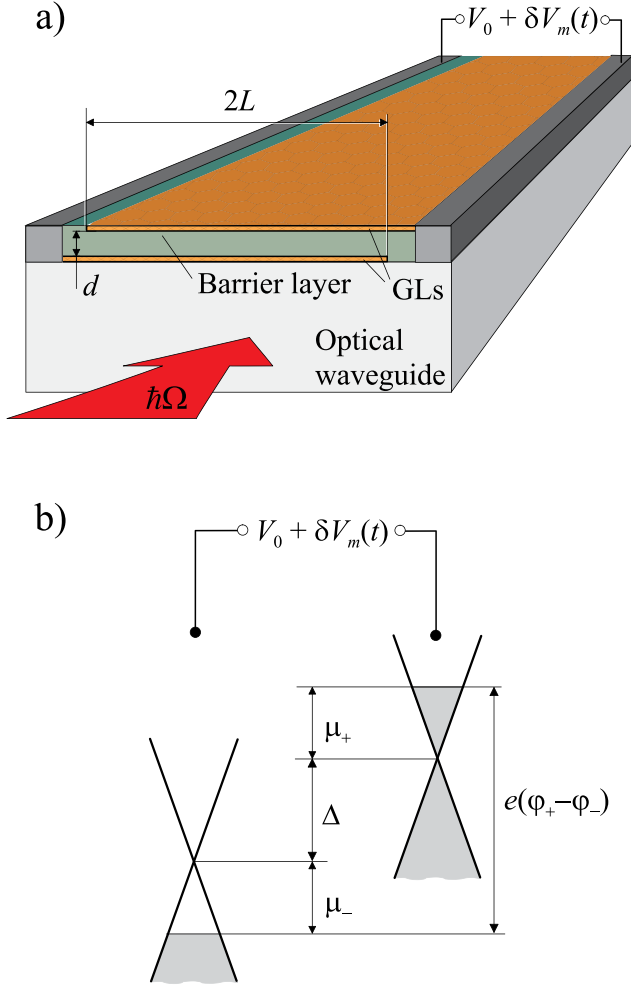 a)
V₀ + δVₘ(t)
2L
d
Barrier layer
GLs
Optical
waveguide
ħΩ
b)
V₀ + δVₘ(t)
μ₊
Δ
e(φ₊−φ₋)
μ₋